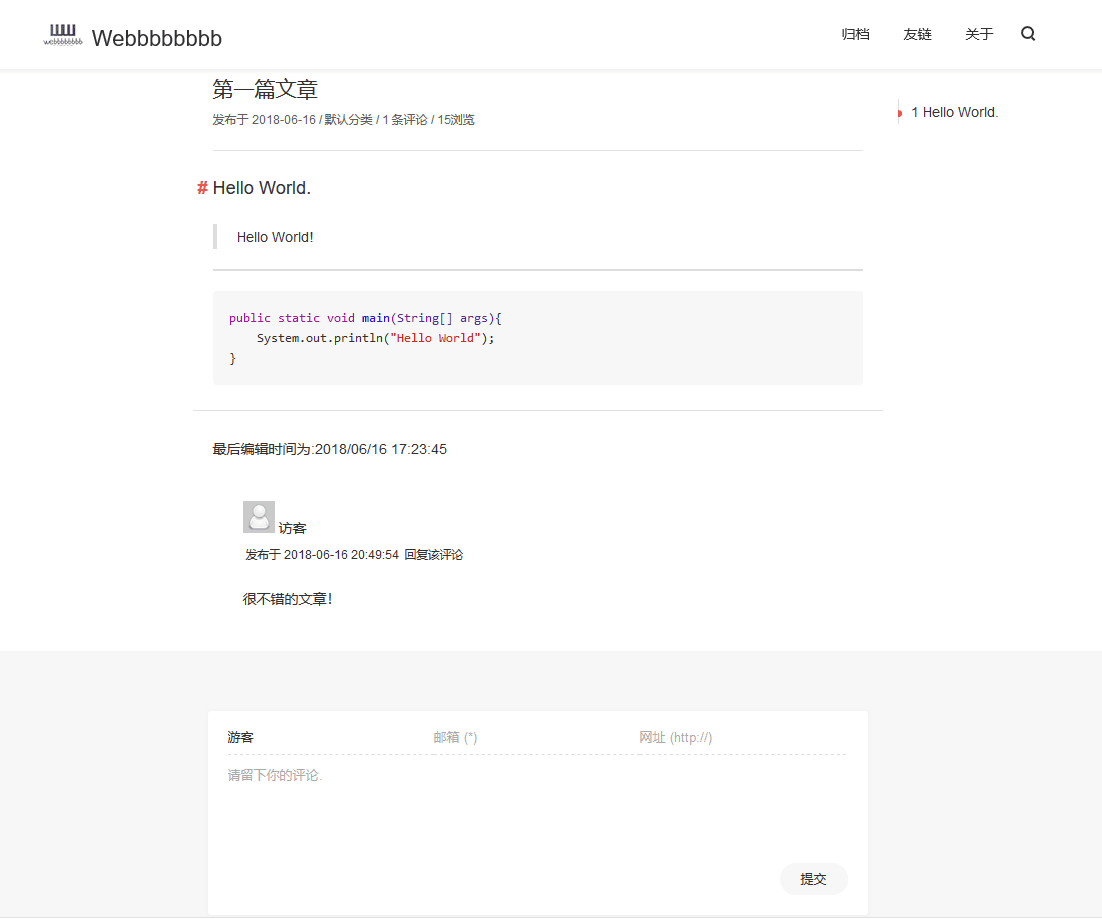 webbbbbbbb
Webbbbbbbb
归档 友链 关于
第一篇文章
发布于 2018-06-16 / 默认分类 / 1 条评论 / 15浏览
1 Hello World.
# Hello World.
Hello World!
public static void main(String[] args){
    System.out.println("Hello World");
}
最后编辑时间为:2018/06/16 17:23:45
访客
发布于 2018-06-16 20:49:54 回复该评论
很不错的文章！
游客 邮箱 (*) 网址 (http://)
请留下你的评论.
提交